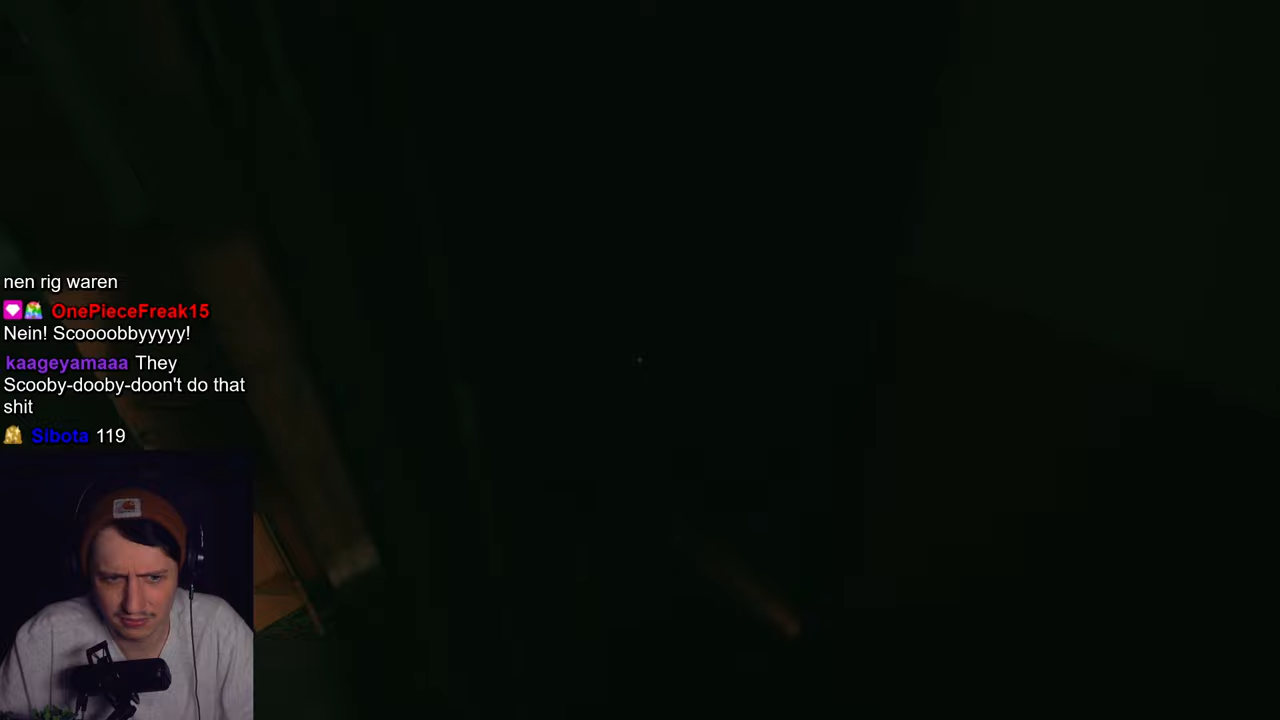 nen rig waren
OnePieceFreak15
Nein! Scoooobbyyyyy!
kaageyamaaa They
Scooby-dooby-doon't do that
shit
Sibota 119